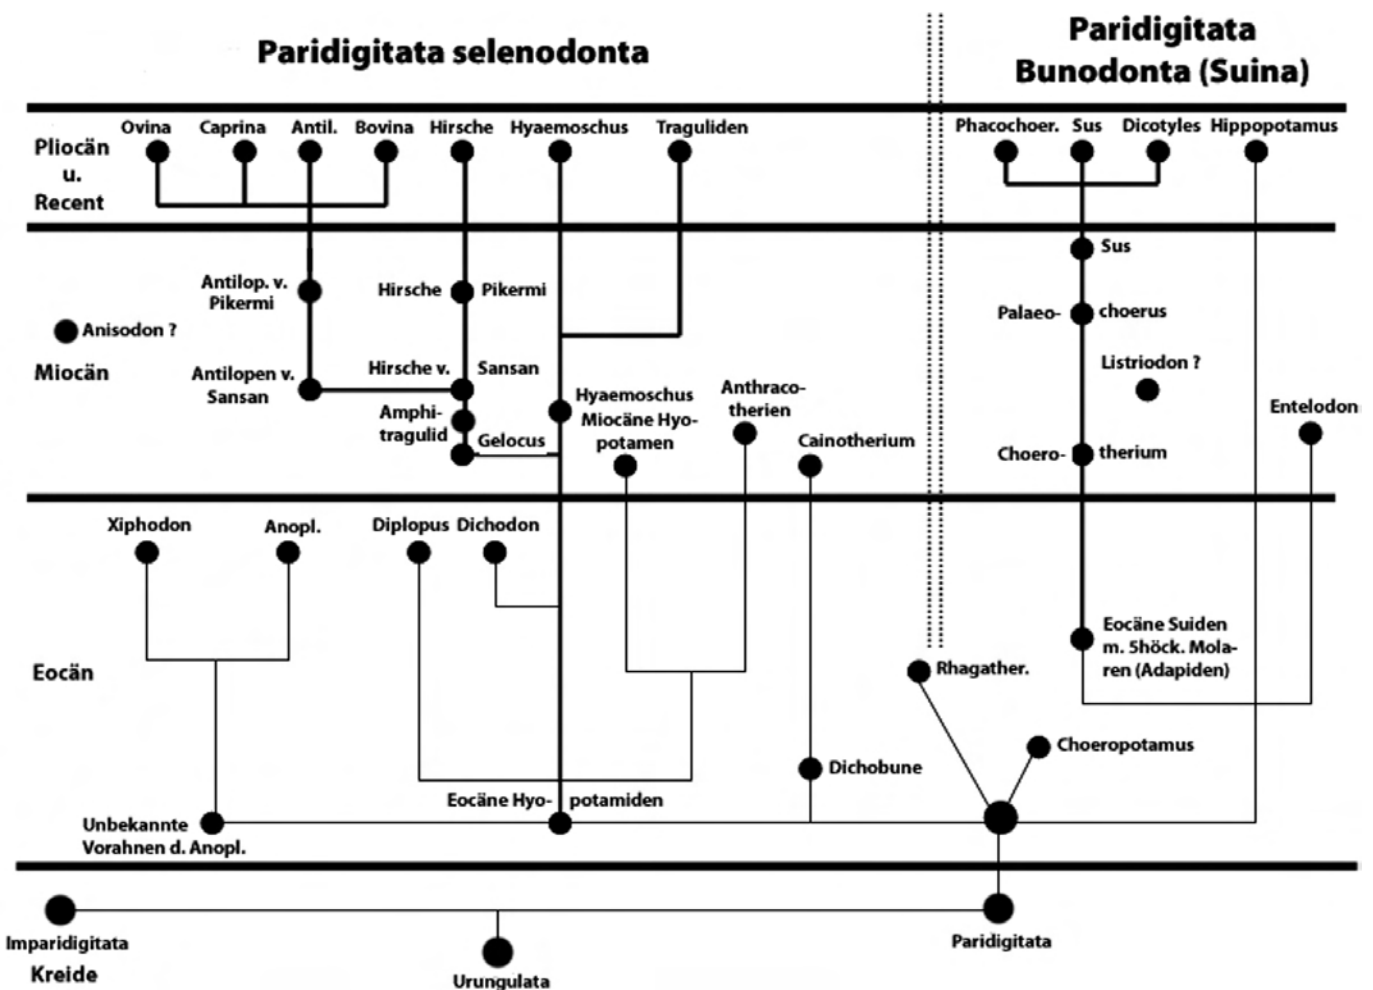 Paridigitata selenodonta
Paridigitata
Bunodonta (Suina)
Ovina Caprina Antil. Bovina Hirsche Hyaemoschus Traguliden Phacochoer. Sus Dicotyles Hippopotamus
Pliocän
u.
Recent
Sus
Antilop. v.
Pikermi
Hirsche Pikermi
Palaeo- choerus
Anisodon ?
Miocän
Listriodon ?
Antilopen v.
Sansan
Hirsche v. Sansan
Amphi-
tragulid
Gelocus
Hyaemoschus
Miocäne Hyo-
potamen
Anthraco-
therien
Cainotherium
Choero- therium
Entelodon
Xiphodon Anopl. Diplopus Dichodon
Eocän
Eocäne Suiden
m. 5höck. Mola-
ren (Adapiden)
Rhagather.
Choeropotamus
Dichobune
Eocäne Hyo- potamiden
Unbekannte
Vorahnen d. Anopl.
Imparidigitata
Kreide
Urungulata
Paridigitata